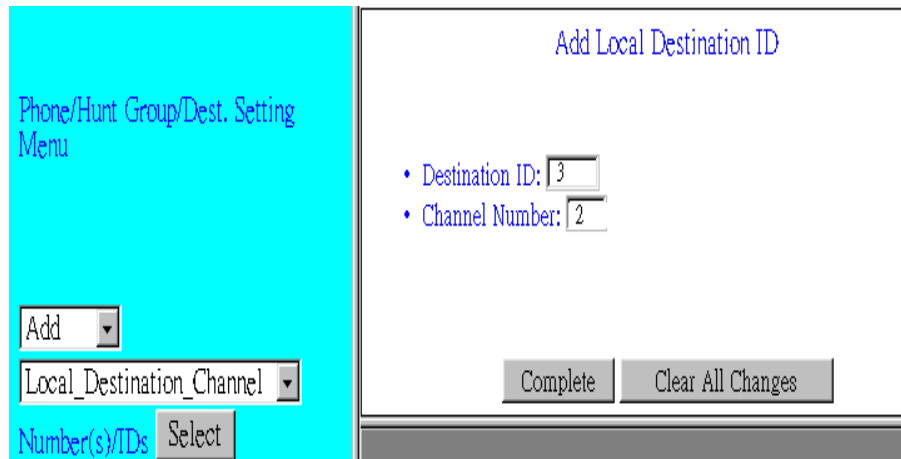 Phone/Hunt Group/Dest. Setting
Menu
Add
Local_Destination_Channel
Number(s)/IDs Select
Add Local Destination ID
• Destination ID: 3
• Channel Number: 2
Complete Clear All Changes